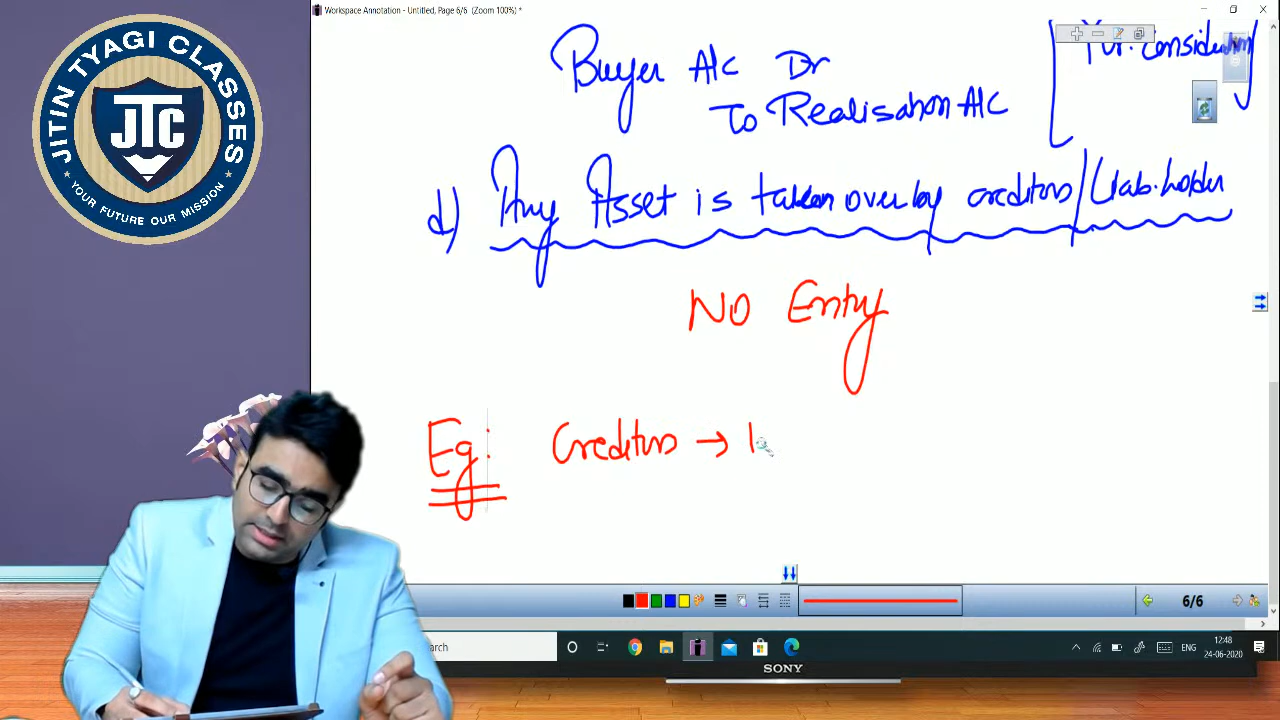 Workspace Annotation - Untitled, Page 6/6 (Zoom 100%) *
JITIN TYAGI CLASSES
JTC
YOUR FUTURE OUR MISSION
Buyer A/c Dr
To Realisation A/c
d) Any Asset is taken over by creditors/Liab. holder
NO Entry
Eg: Creditors →
6/6
arch
12:48
ENG
24-06-2020
SONY